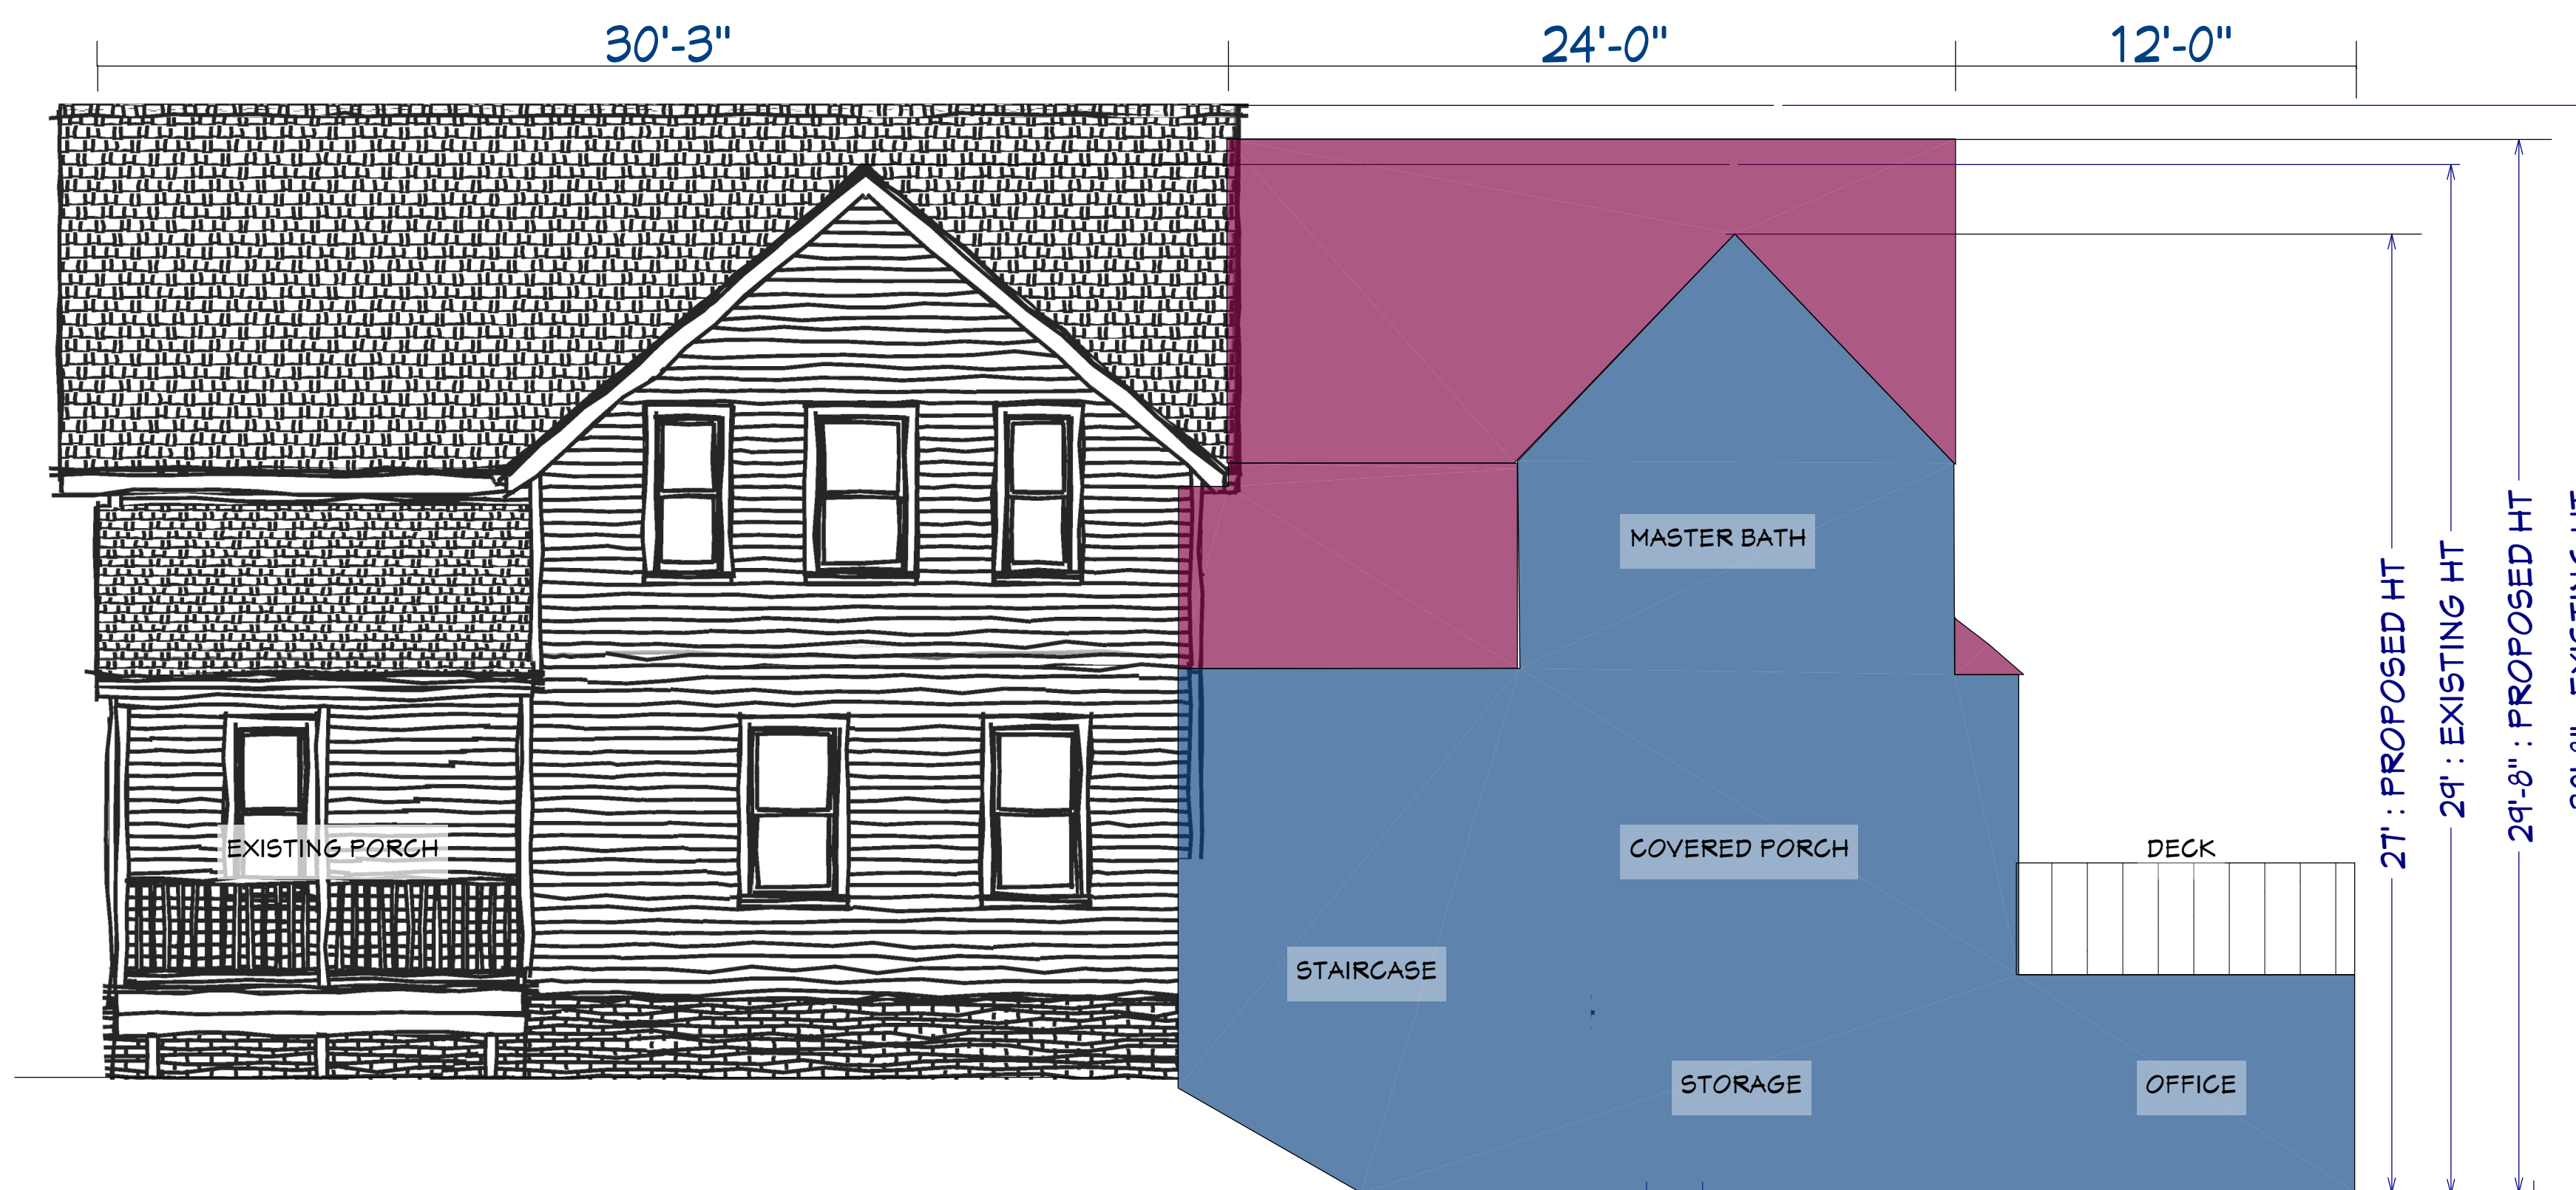 30'-3"
24'-0"
12'-0"
MASTER BATH
EXISTING PORCH
COVERED PORCH
DECK
STAIRCASE
STORAGE
OFFICE
27' : PROPOSED HT
29' : EXISTING HT
29'-8" : PROPOSED HT